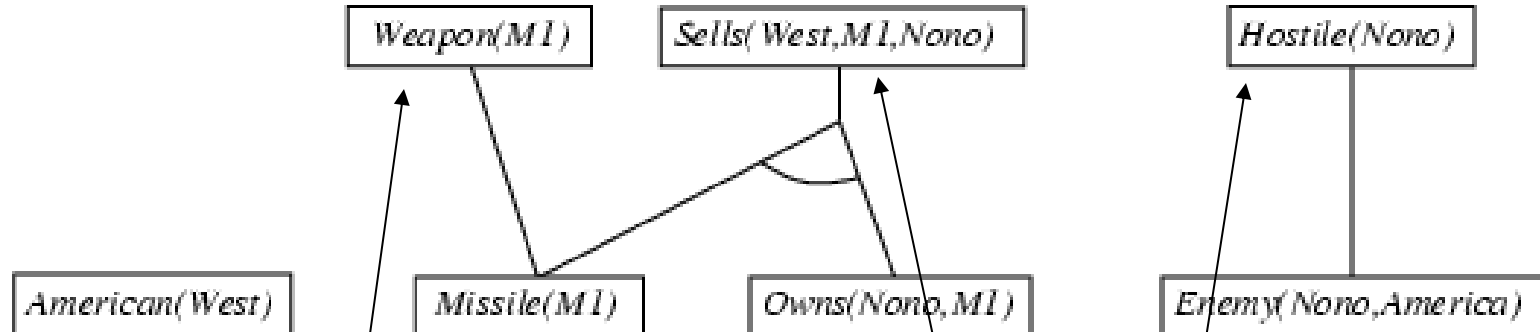 Weapon(M1)
Sells(West,M1,Nono)
Hostile(Nono)
American(West)
Missile(M1)
Owns(Nono,M1)
Enemy(Nono,America)